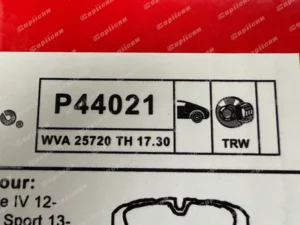 P44021
WVA 25720 TH 17.30
TRW
our:
e IV 12-
Sport 13-